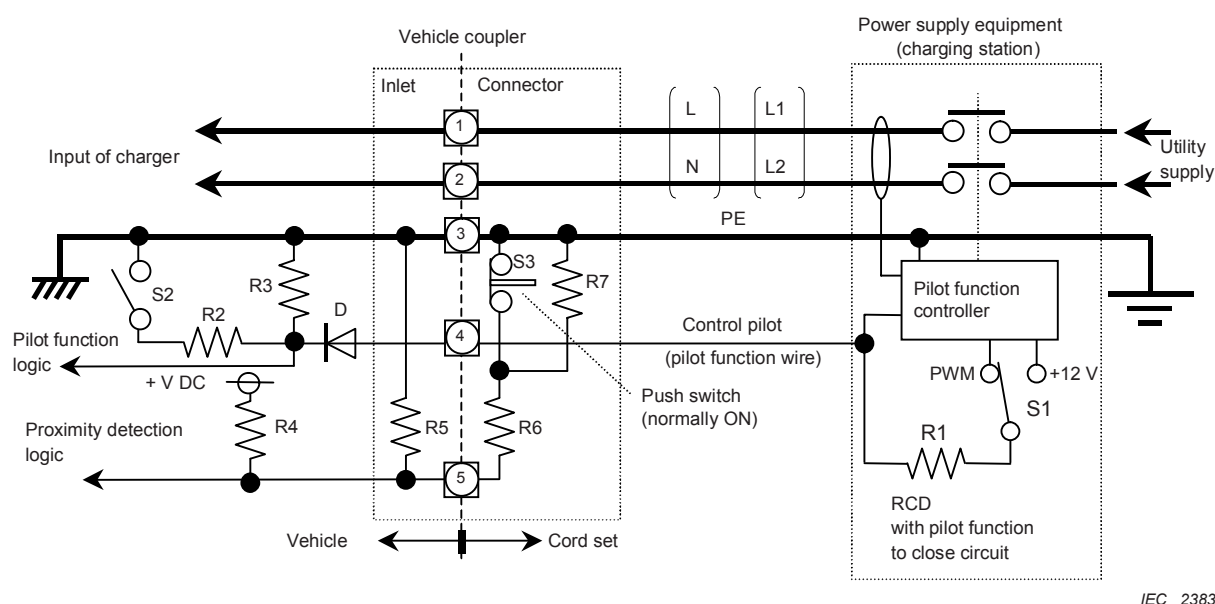 Power supply equipment
(charging station)
Vehicle coupler
Inlet
Connector
1
L
L1
Input of charger
Utility
supply
2
N
L2
PE
3
S3
R7
S2
R3
Pilot function
controller
D
R2
4
Control pilot
(pilot function wire)
Pilot function
logic
+ V DC
PWM
+12 V
Push switch
(normally ON)
S1
R4
R5
R6
R1
Proximity detection
logic
5
RCD
with pilot function
to close circuit
Vehicle
Cord set
IEC 2383